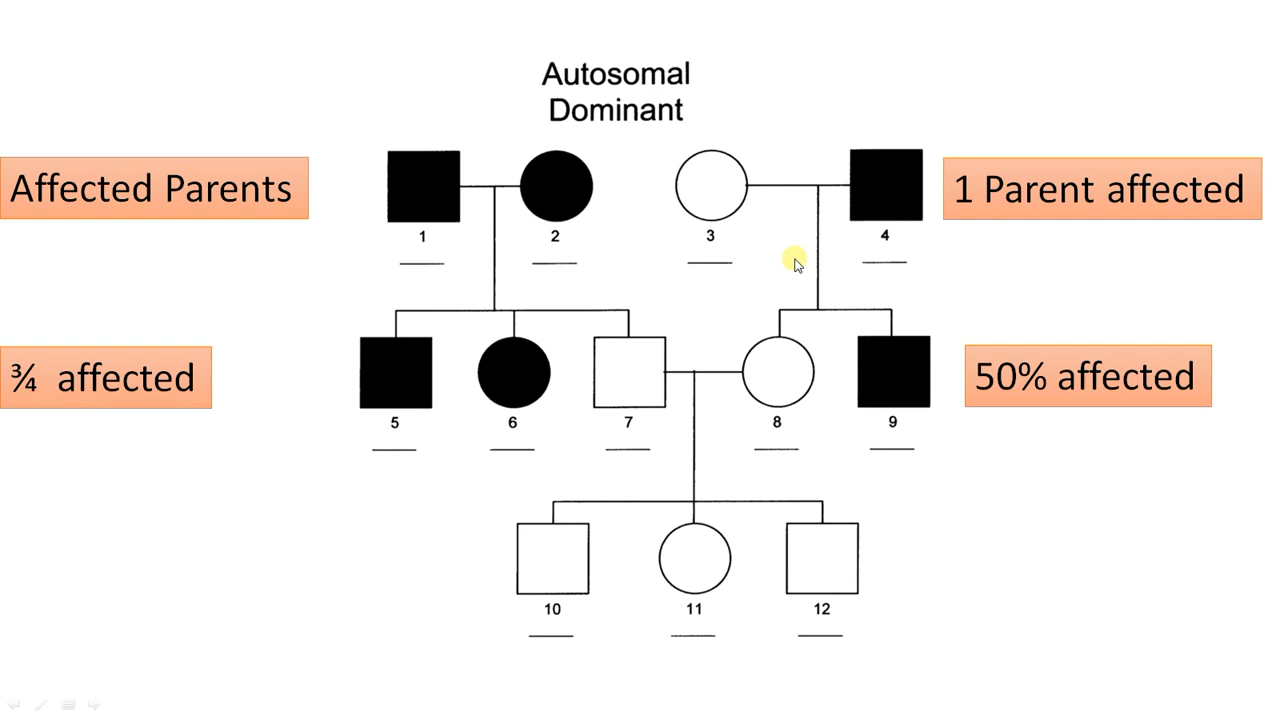 Autosomal
Dominant
Affected Parents
1 Parent affected
1
2
3
4
¾ affected
50% affected
5
6
7
8
9
10
11
12